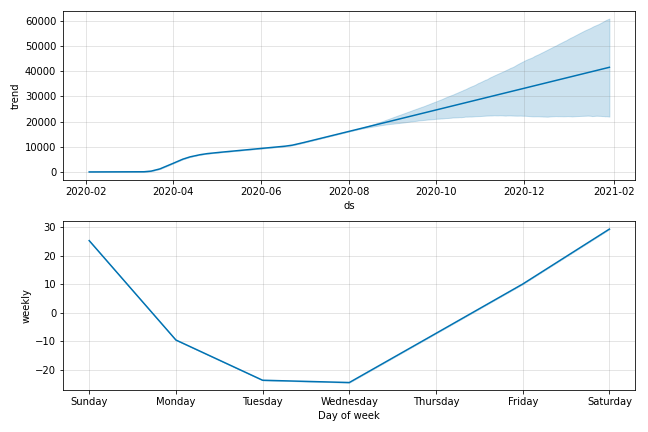 60000
50000
40000
30000
20000
10000
0
trend
2020-02 2020-04 2020-06 2020-08 2020-10 2020-12 2021-02
ds
30
20
10
0
−10
−20
weekly
Sunday Monday Tuesday Wednesday Thursday Friday Saturday
Day of week